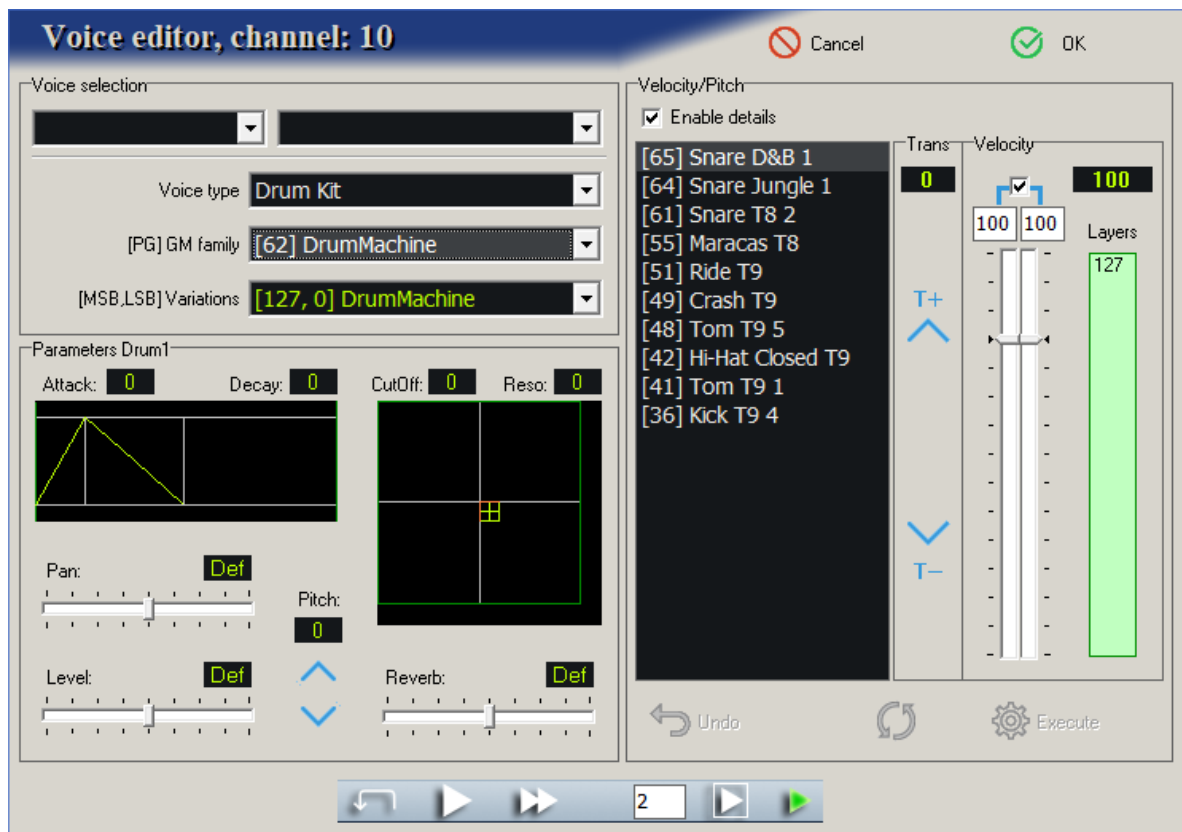 Voice editor, channel: 10
Cancel
OK
Voice selection
Voice type Drum Kit
[PG] GM family [62] DrumMachine
[MSB,LSB] Variations [127, 0] DrumMachine
Parameters Drum1
Attack: 0 Decay: 0 CutOff: 0 Reso: 0
Pan: Def
Pitch:
0
Level: Def
Reverb: Def
Velocity/Pitch
Enable details
[65] Snare D&B 1
[64] Snare Jungle 1
[61] Snare T8 2
[55] Maracas T8
[51] Ride T9
[49] Crash T9
[48] Tom T9 5
[42] Hi-Hat Closed T9
[41] Tom T9 1
[36] Kick T9 4
Trans
0
T+
T−
Velocity
100
100 100
Layers
127
Undo
Execute
2